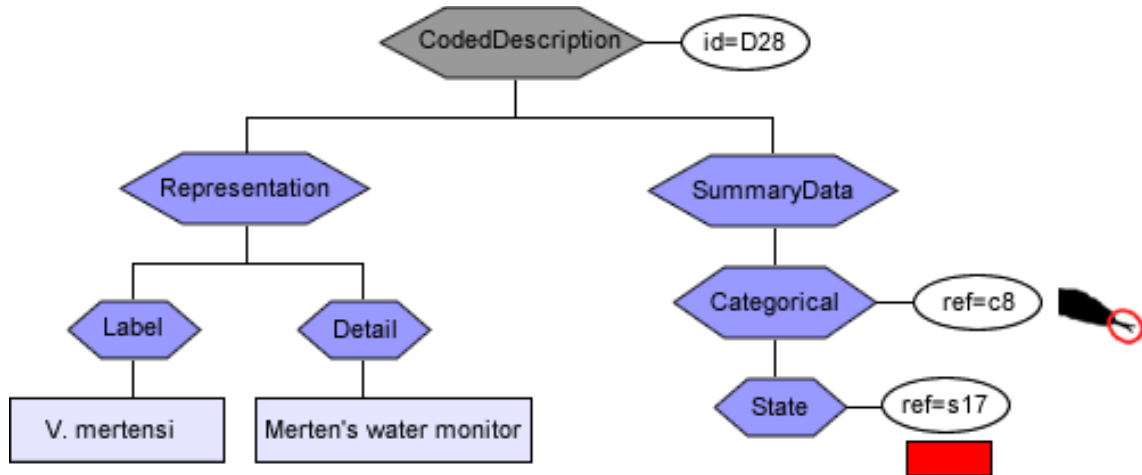 CodedDescription
id=D28
Representation
SummaryData
Categorical
ref=c8
Label
Detail
State
ref=s17
V. mertensi
Merten's water monitor